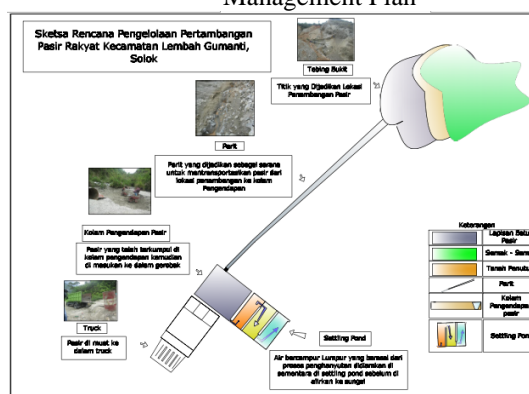 Management Plan
Sketsa Rencana Pengelolaan Pertambangan
Pasir Rakyat Kecamatan Lembah Gumanti,
Solok
Tebing Bukit
Titik yang Dijadikan Lokasi
Penambangan Pasir
Parit
Parit yang dijadikan sebagai sarana
untuk mentransportasikan pasir dari
lokasi penambangan ke kolam
Pengendapan
Kolam Pengendapan Pasir
Pasir yang telah terkumpul di
kolam pengendapan kemudian
di masukan ke dalam gerobak
Truck
Pasir di muat ke
dalam truck
Settling Pond
Air bercampur Lumpur yang berasal dari
proses penghanyutan didiamkan di
sementara di settling pond sebelum di
alirkan ke sungai
Keterangan
Lapisan Batu
Pasir
Semak - Sem
Tanah Penutu
Parit
Kolam
Pengendapan
pasir
Settling Pond